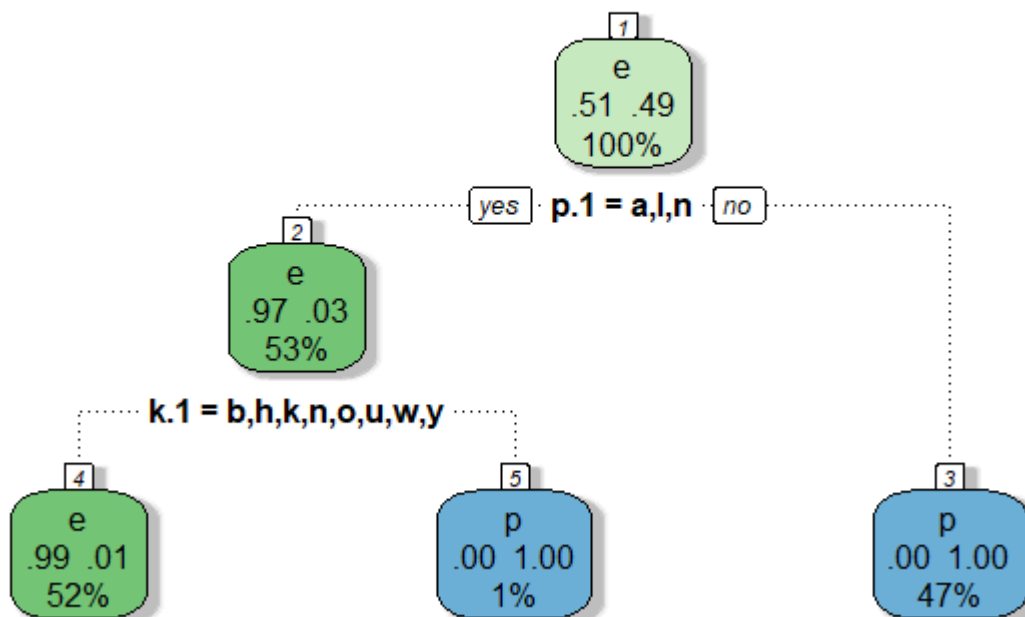 1
e
.51 .49
100%
yes p.1 = a,l,n no
2
e
.97 .03
53%
k.1 = b,h,k,n,o,u,w,y
4 5 3
e p p
.99 .01 .00 1.00 .00 1.00
52% 1% 47%